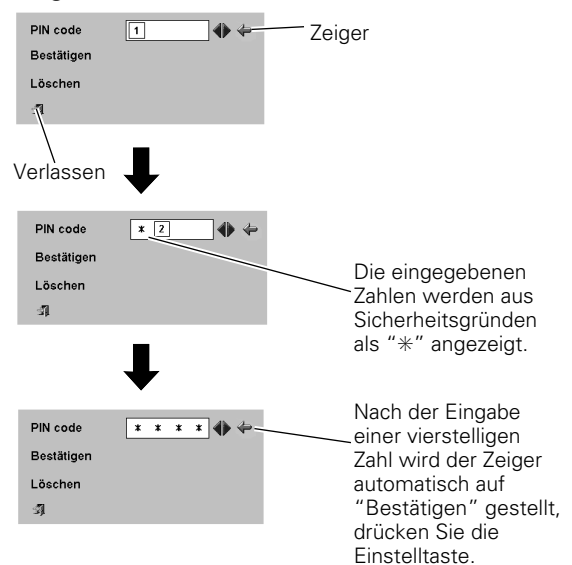 PIN code 1
Zeiger
Bestätigen
Löschen
Verlassen
PIN code * 2
Bestätigen
Löschen
Die eingegebenen
Zahlen werden aus
Sicherheitsgründen
als “✳” angezeigt.
PIN code * * * *
Bestätigen
Löschen
Nach der Eingabe
einer vierstelligen
Zahl wird der Zeiger
automatisch auf
“Bestätigen” gestellt,
drücken Sie die
Einstelltaste.